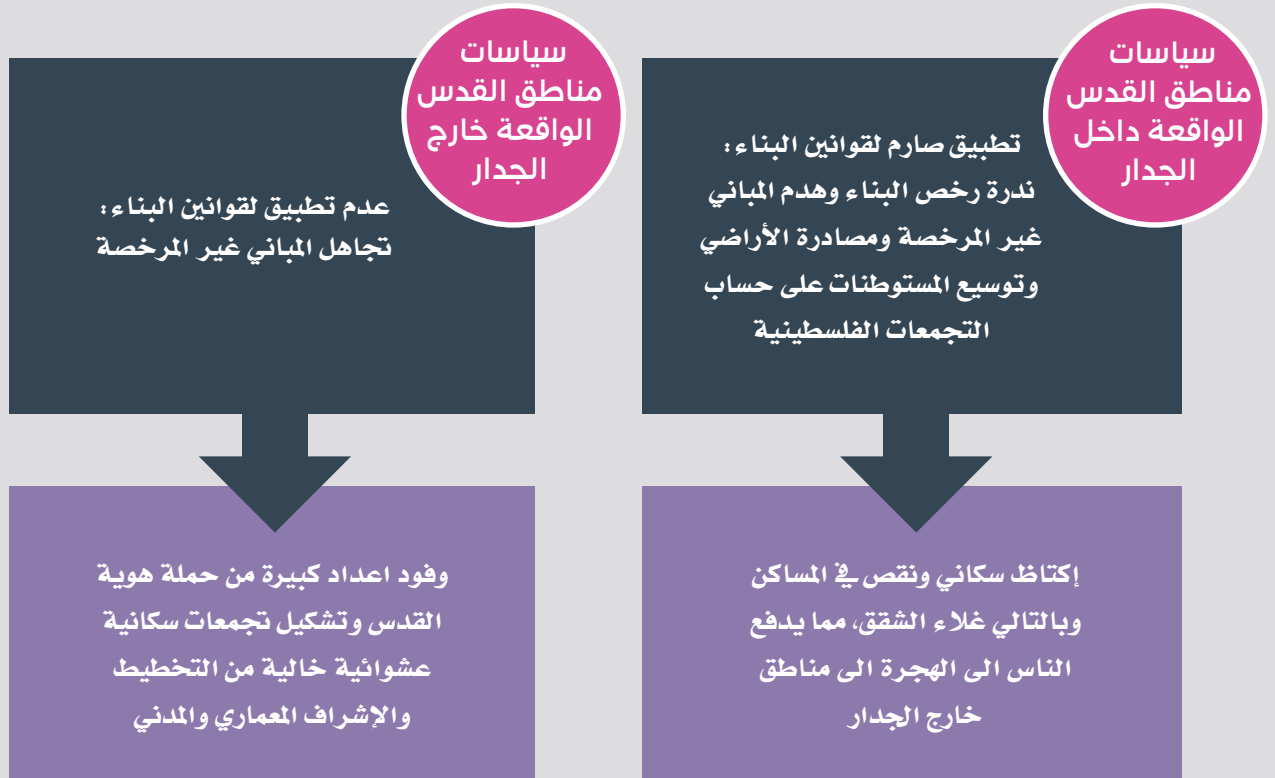 سياسات
مناطق القدس
الواقعة داخل
الجدار
تطبيق صارم لقوانين البناء:
ندرة رخص البناء وهدم المباني
غير المرخصة ومصادرة الأراضي
وتوسيع المستوطنات على حساب
التجمعات الفلسطينية
إكتاظ سكاني ونقص في المساكن
وبالتالي غلاء الشقق، مما يدفع
الناس الى الهجرة الى مناطق
خارج الجدار
سياسات
مناطق القدس
الواقعة خارج
الجدار
عدم تطبيق لقوانين البناء:
تجاهل المباني غير المرخصة
وفود اعداد كبيرة من حملة هوية
القدس وتشكيل تجمعات سكانية
عشوائية خالية من التخطيط
والإشراف المعماري والمدني